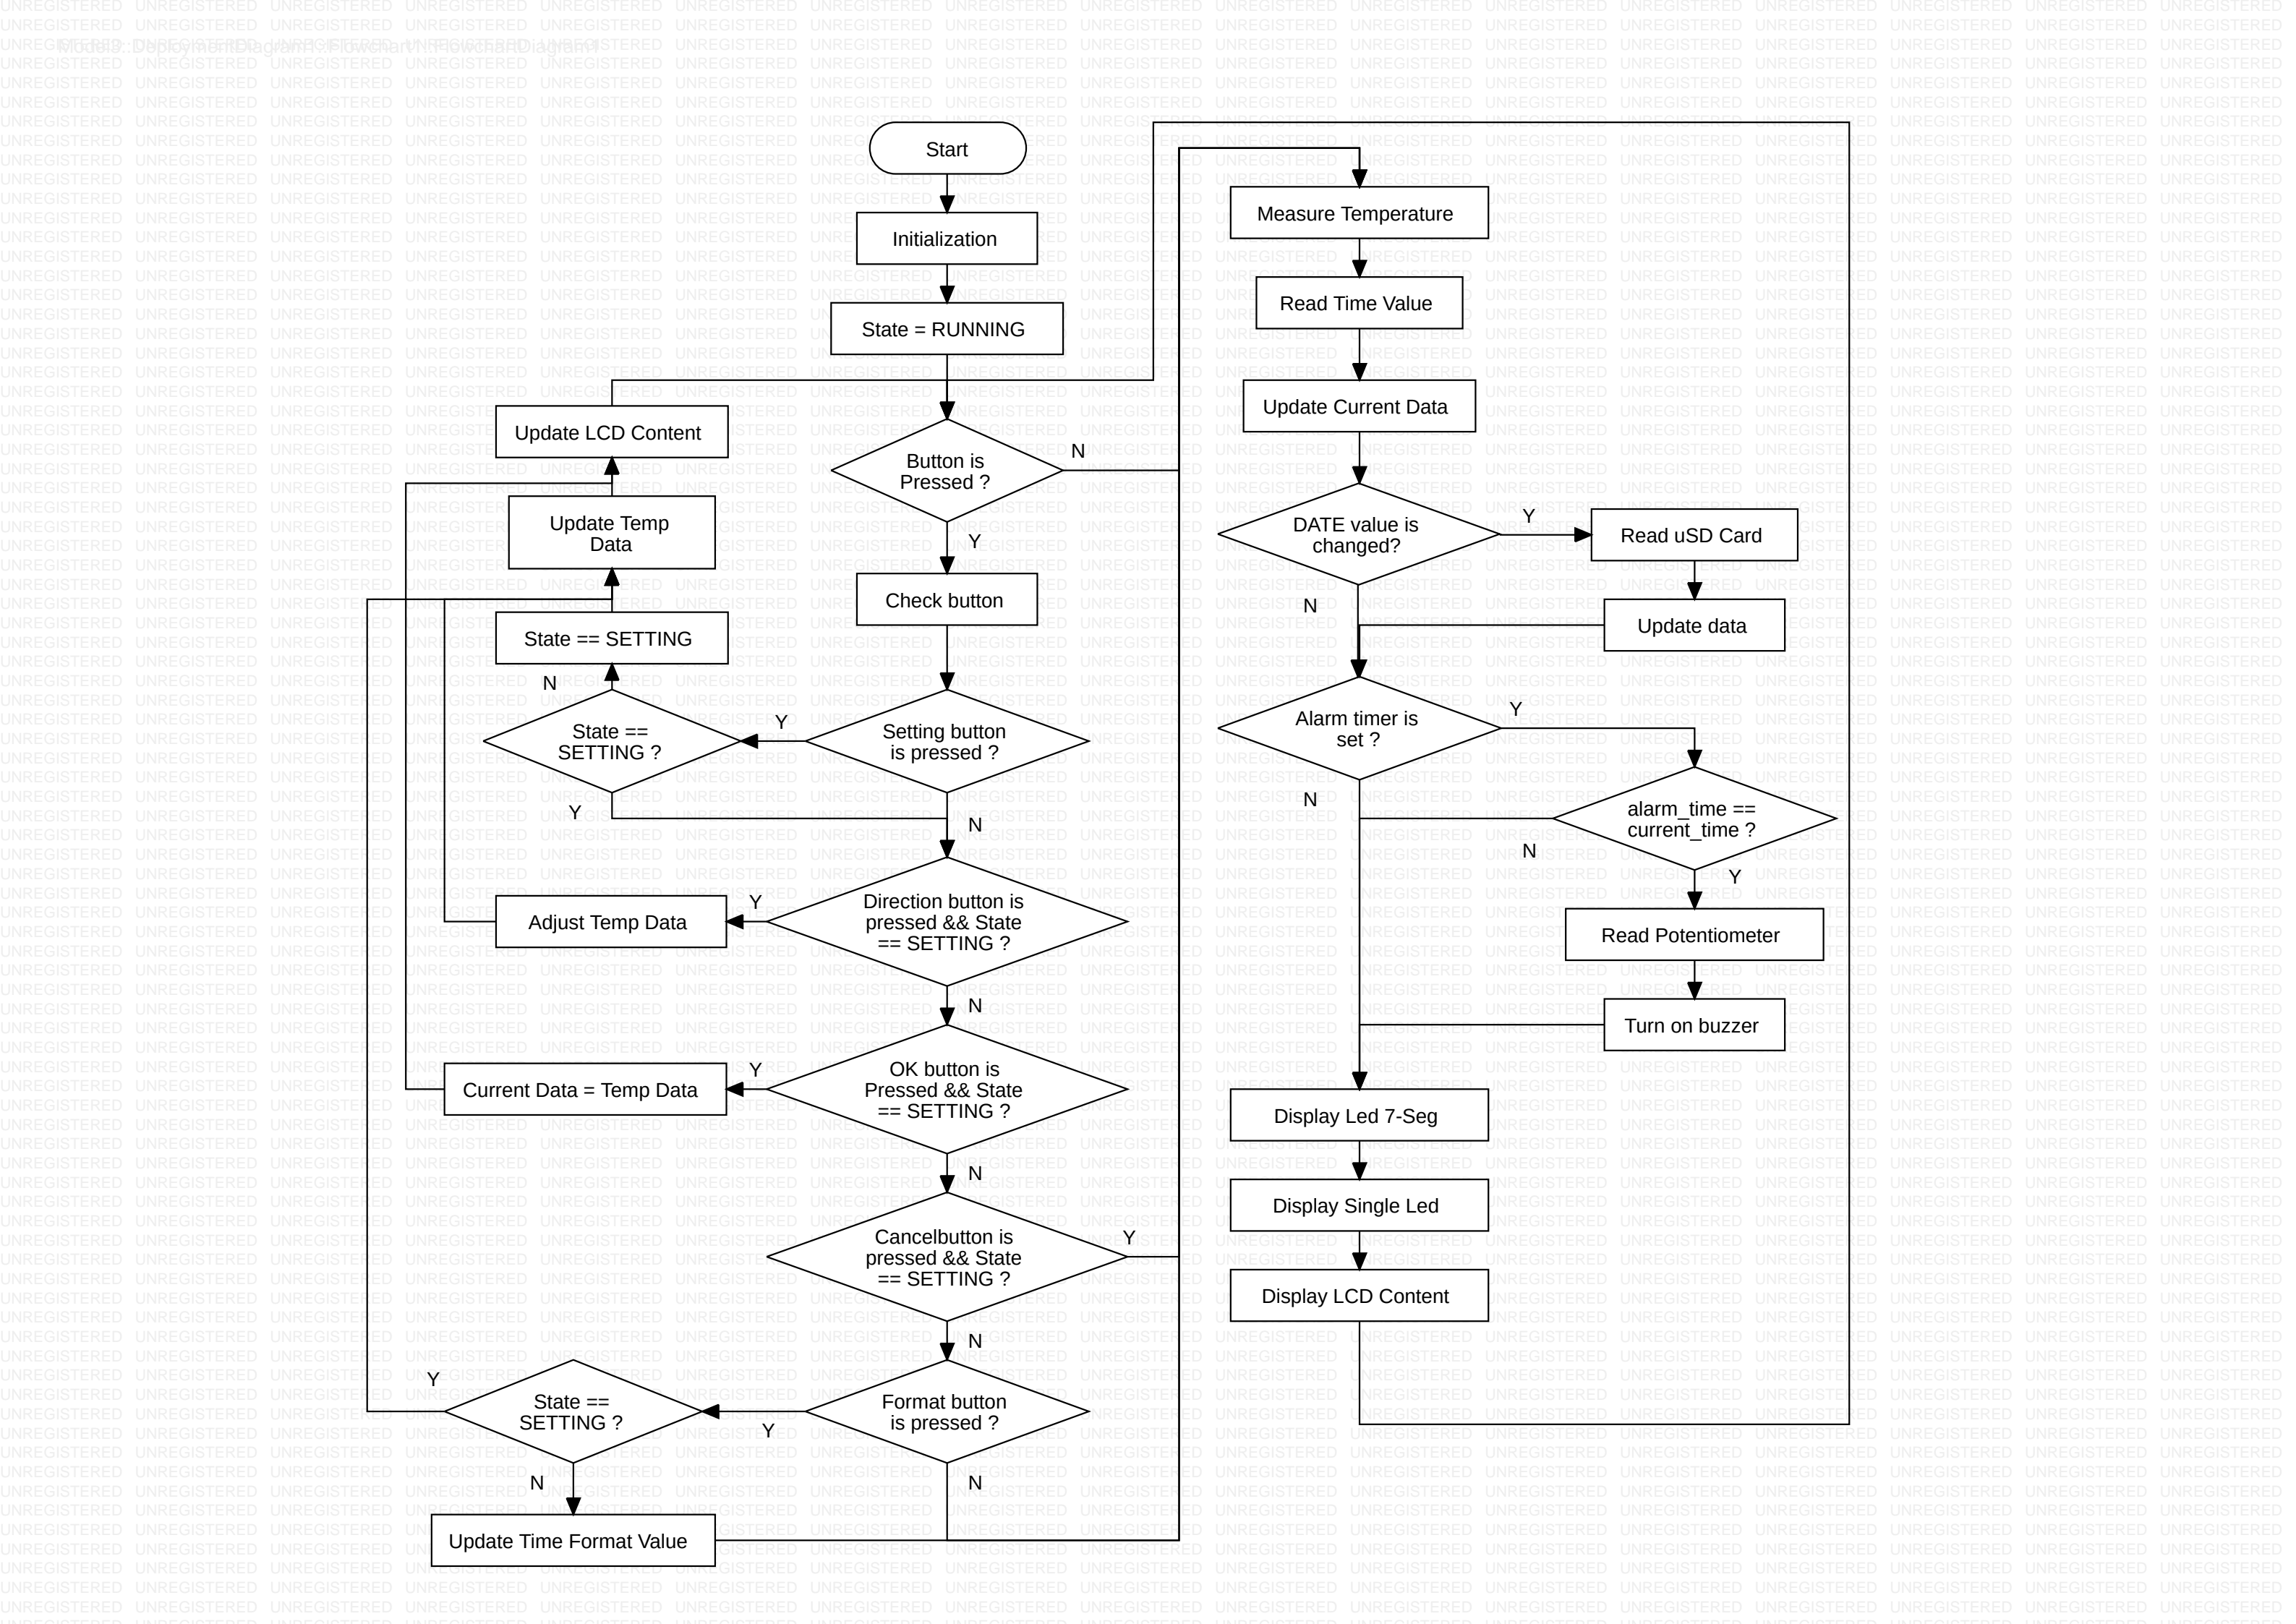 Start
Initialization
State = RUNNING
Button is
Pressed ?
N
Y
Check button
Setting button
is pressed ?
Y
N
State ==
SETTING ?
N
Y
State == SETTING
Update Temp
Data
Update LCD Content
Direction button is
pressed && State
== SETTING ?
Y
N
Adjust Temp Data
OK button is
Pressed && State
== SETTING ?
Y
N
Current Data = Temp Data
Cancelbutton is
pressed && State
== SETTING ?
Y
N
Format button
is pressed ?
Y
N
State ==
SETTING ?
Y
N
Update Time Format Value
Measure Temperature
Read Time Value
Update Current Data
DATE value is
changed?
Y
N
Read uSD Card
Update data
Alarm timer is
set ?
Y
N
alarm_time ==
current_time ?
N
Y
Read Potentiometer
Turn on buzzer
Display Led 7-Seg
Display Single Led
Display LCD Content
UNREGISTERED